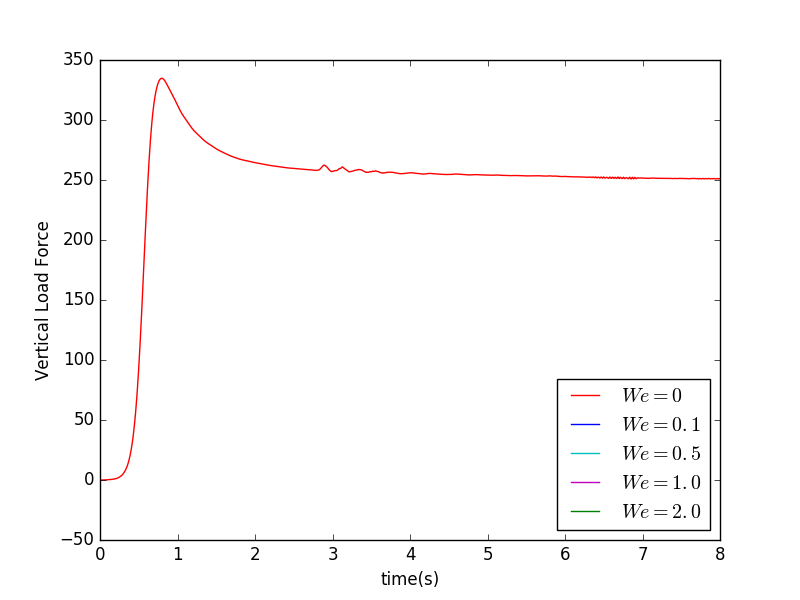 350
300
250
200
150
100
50
0
−50
Vertical Load Force
0 1 2 3 4 5 6 7 8
time(s)
We = 0
We = 0.1
We = 0.5
We = 1.0
We = 2.0